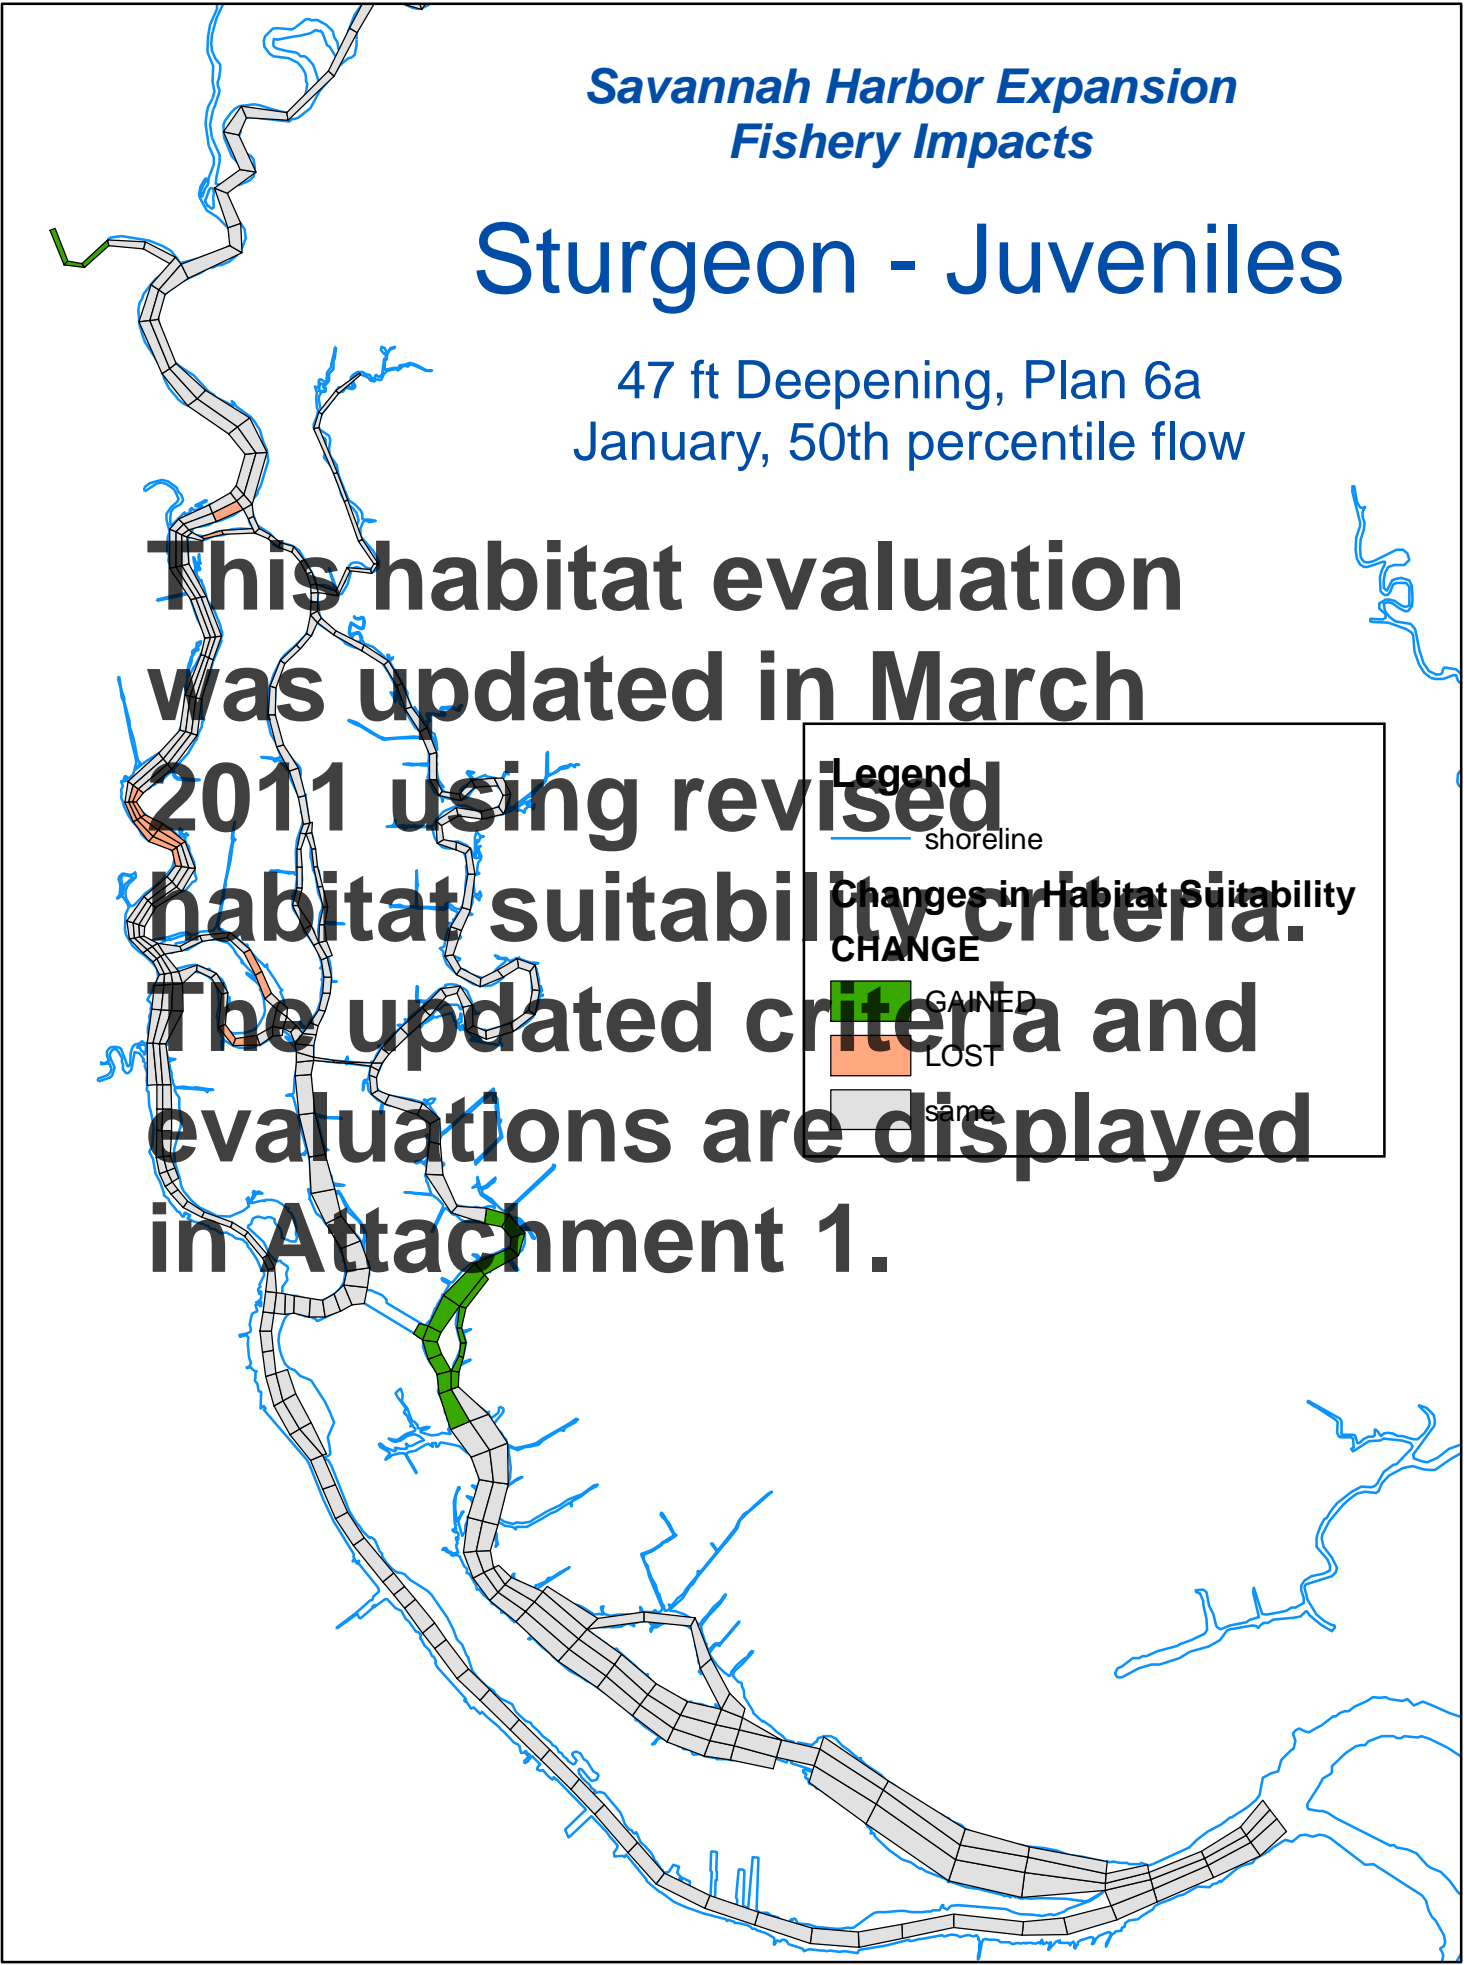 Savannah Harbor Expansion
Fishery Impacts
Sturgeon - Juveniles
47 ft Deepening, Plan 6a
January, 50th percentile flow
This habitat evaluation
was updated in March
2011 using revised
habitat suitability criteria.
The updated criteria and
evaluations are displayed
in Attachment 1.
Legend
shoreline
Changes in Habitat Suitability
CHANGE
GAINED
LOST
same